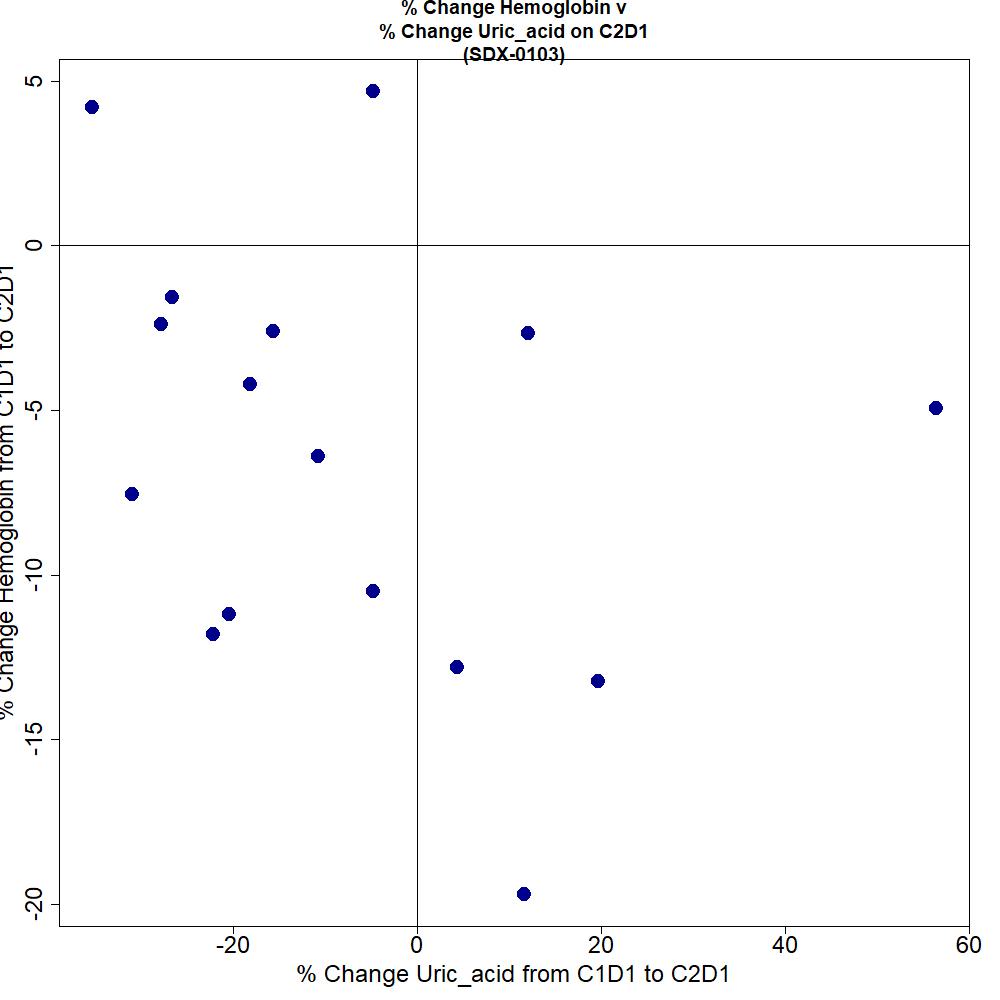 % Change Hemoglobin v
% Change Uric_acid on C2D1
(SDX-0103)
% Change Hemoglobin from C1D1 to C2D1
5
0
-5
-10
-15
-20
-20
0
20
40
60
% Change Uric_acid from C1D1 to C2D1